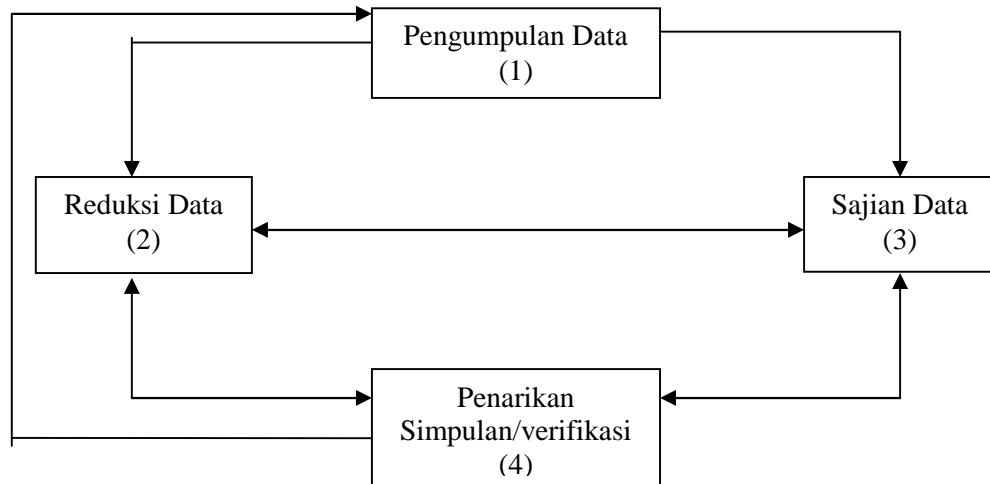 Pengumpulan Data
(1)
Reduksi Data
(2)
Sajian Data
(3)
Penarikan
Simpulan/verifikasi
(4)